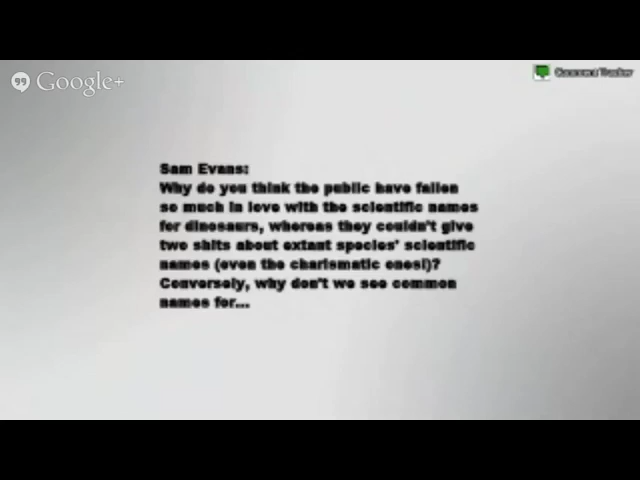 Google+
Comment Tracker
Sam Evans:
Why do you think the public have fallen
so much in love with the scientific names
for dinosaurs, whereas they couldn't give
two shits about extant species' scientific
names (even the charismatic ones!)?
Conversely, why don't we see common
names for...